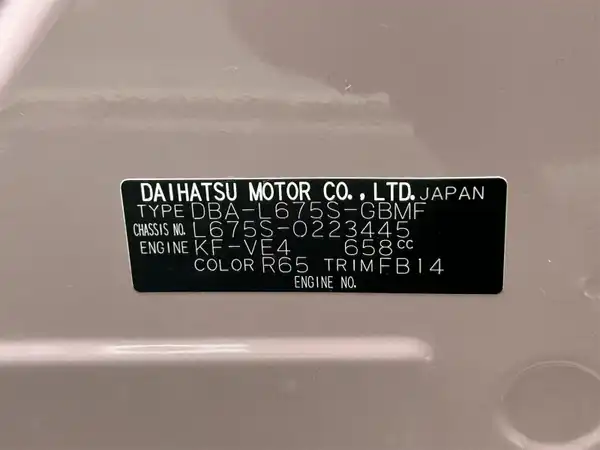 DAIHATSU MOTOR CO.,LTD. JAPAN
TYPE DBA-L675S-GBMF
CHASSIS NO. L675S-0223445
ENGINE KF-VE4 658cc
COLOR R65 TRIM FB14
ENGINE NO.